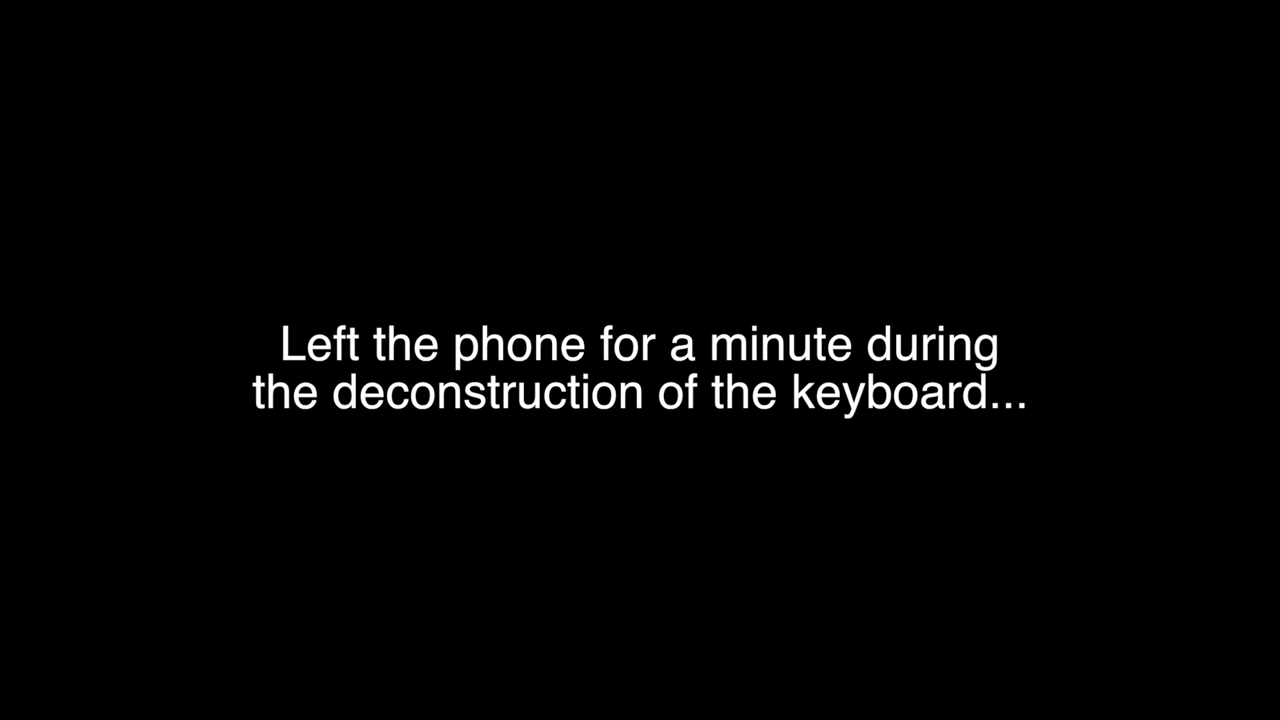 Left the phone for a minute during
the deconstruction of the keyboard...